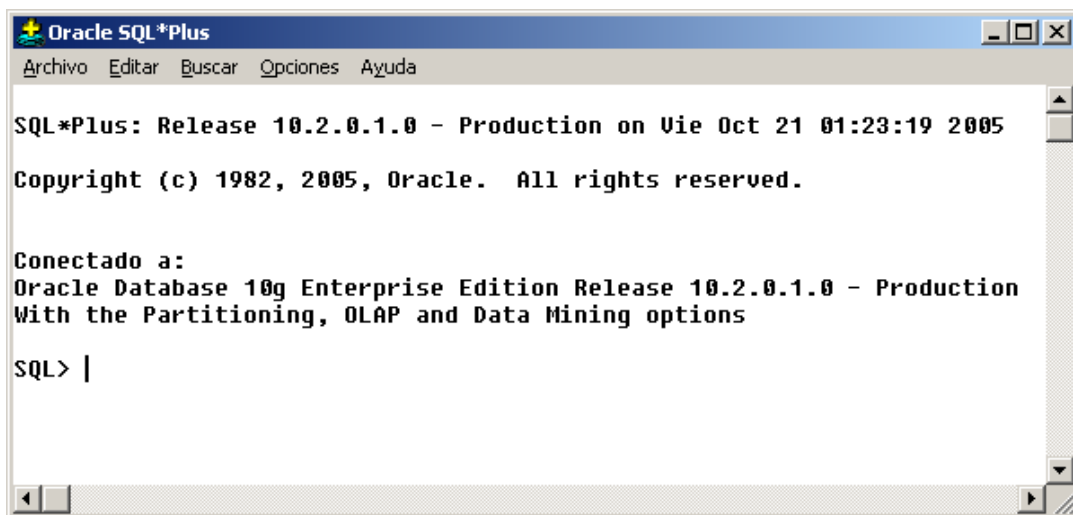 Oracle SQL*Plus
Archivo Editar Buscar Opciones Ayuda
SQL*Plus: Release 10.2.0.1.0 - Production on Vie Oct 21 01:23:19 2005
Copyright (c) 1982, 2005, Oracle.  All rights reserved.
Conectado a:
Oracle Database 10g Enterprise Edition Release 10.2.0.1.0 - Production
With the Partitioning, OLAP and Data Mining options
SQL>